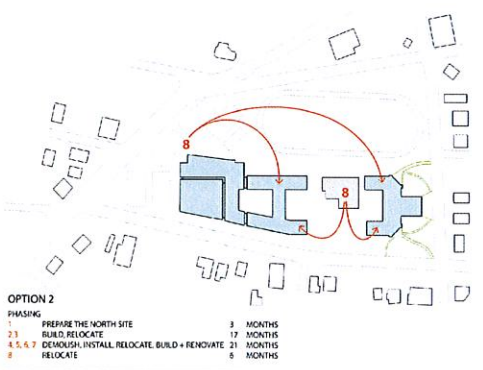 8
8
OPTION 2
PHASING
1 PREPARE THE NORTH SITE 3 MONTHS
2,3 BUILD, RELOCATE 17 MONTHS
4, 5, 6, 7 DEMOLISH, INSTALL, RELOCATE, BUILD + RENOVATE 21 MONTHS
8 RELOCATE 6 MONTHS